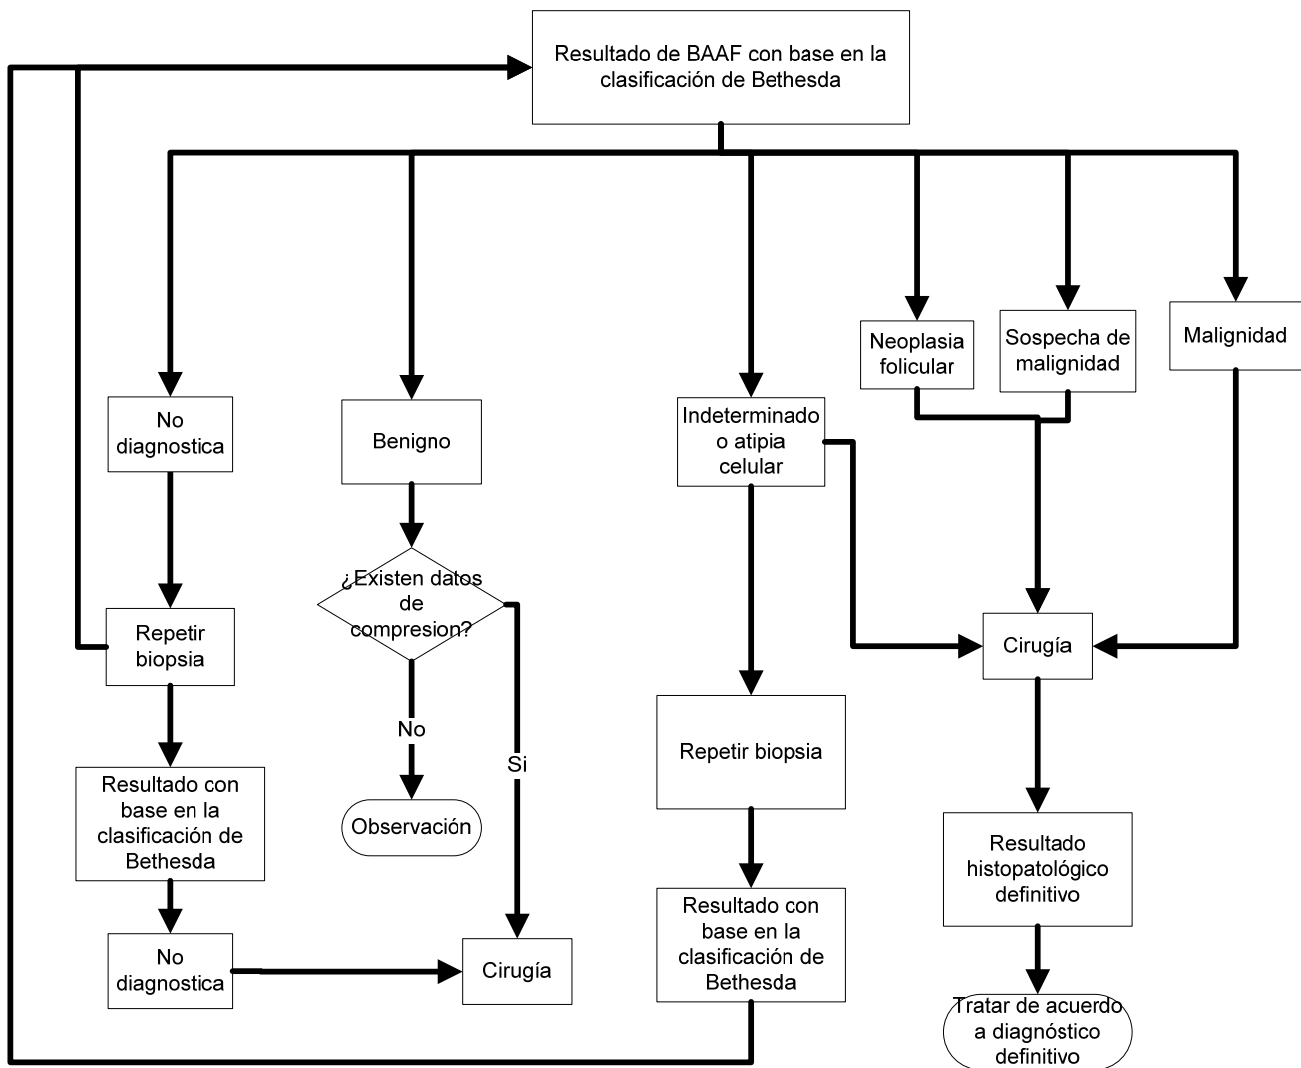 Resultado de BAAF con base en la
clasificación de Bethesda
Neoplasia
folicular
Sospecha de
malignidad
Malignidad
No
diagnostica
Benigno
Indeterminado
o atipia
celular
¿Existen datos
de
compresion?
Repetir
biopsia
Cirugía
No
Si
Repetir biopsia
Resultado con
base en la
clasificación de
Bethesda
Observación
Resultado
histopatológico
definitivo
Resultado con
base en la
clasificación de
Bethesda
No
diagnostica
Cirugía
Tratar de acuerdo
a diagnóstico
definitivo